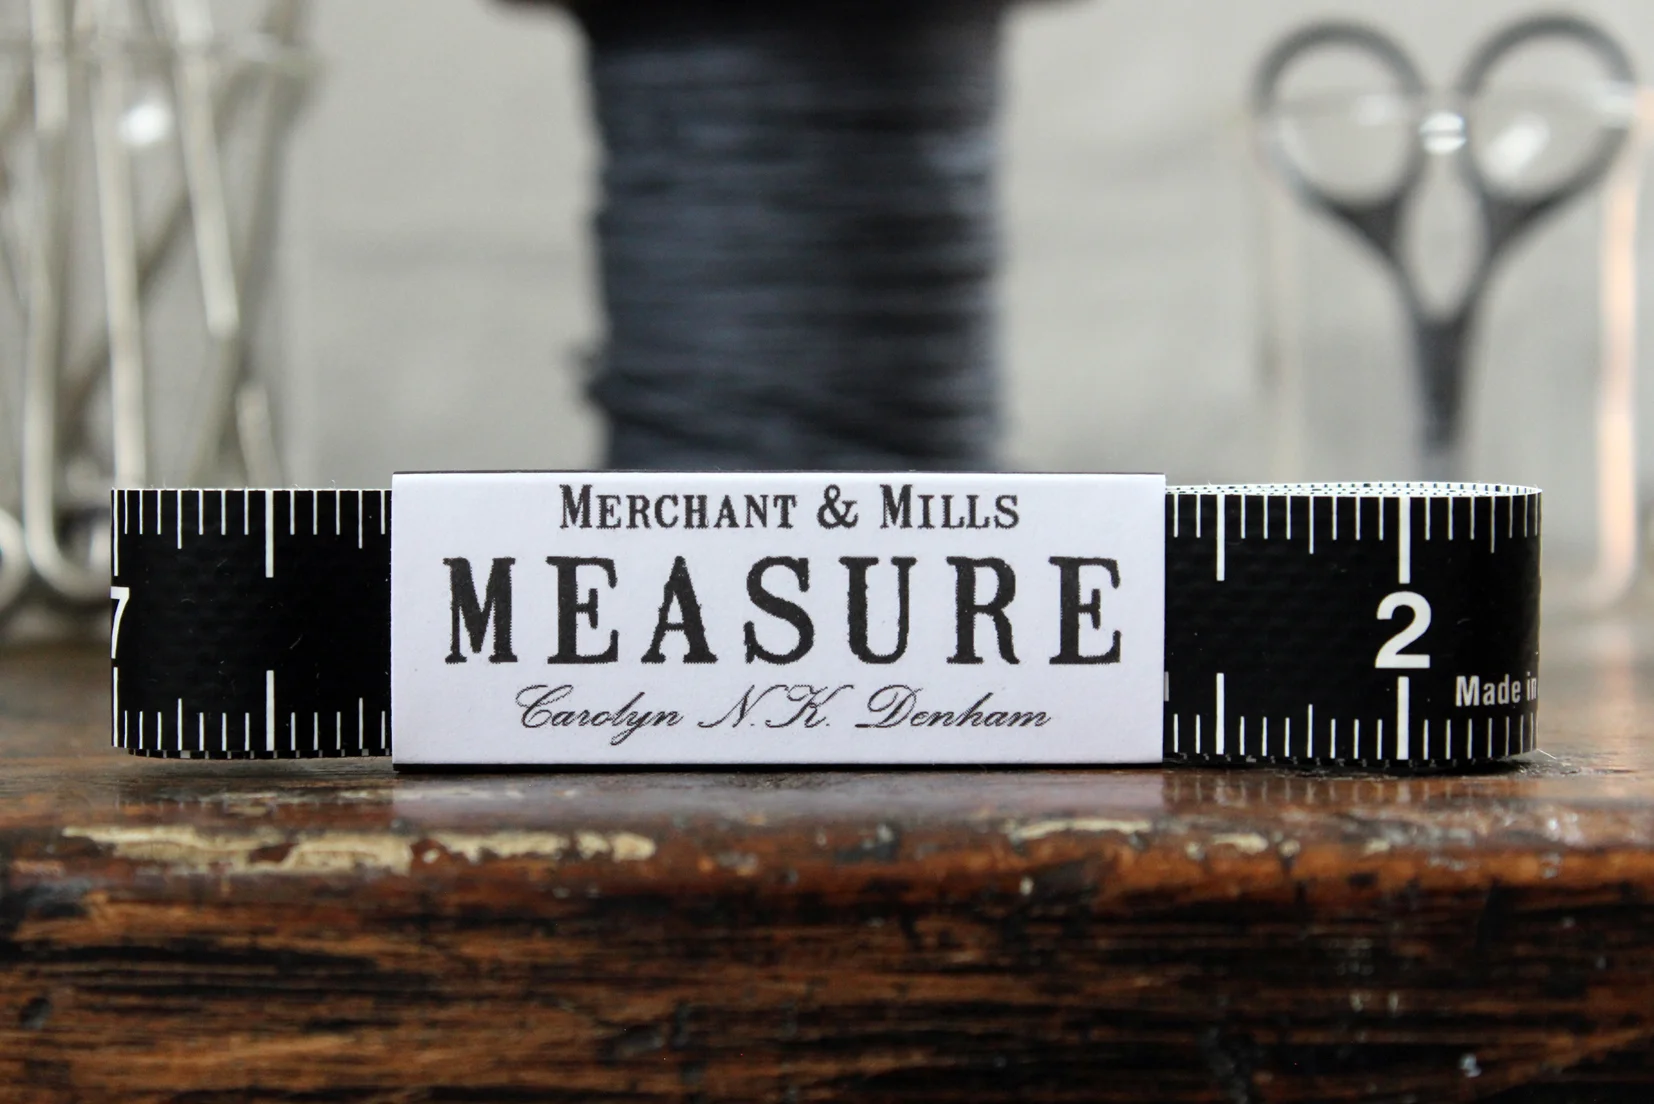 MERCHANT & MILLS
MEASURE
Carolyn N.K. Denham
7
2
Made in